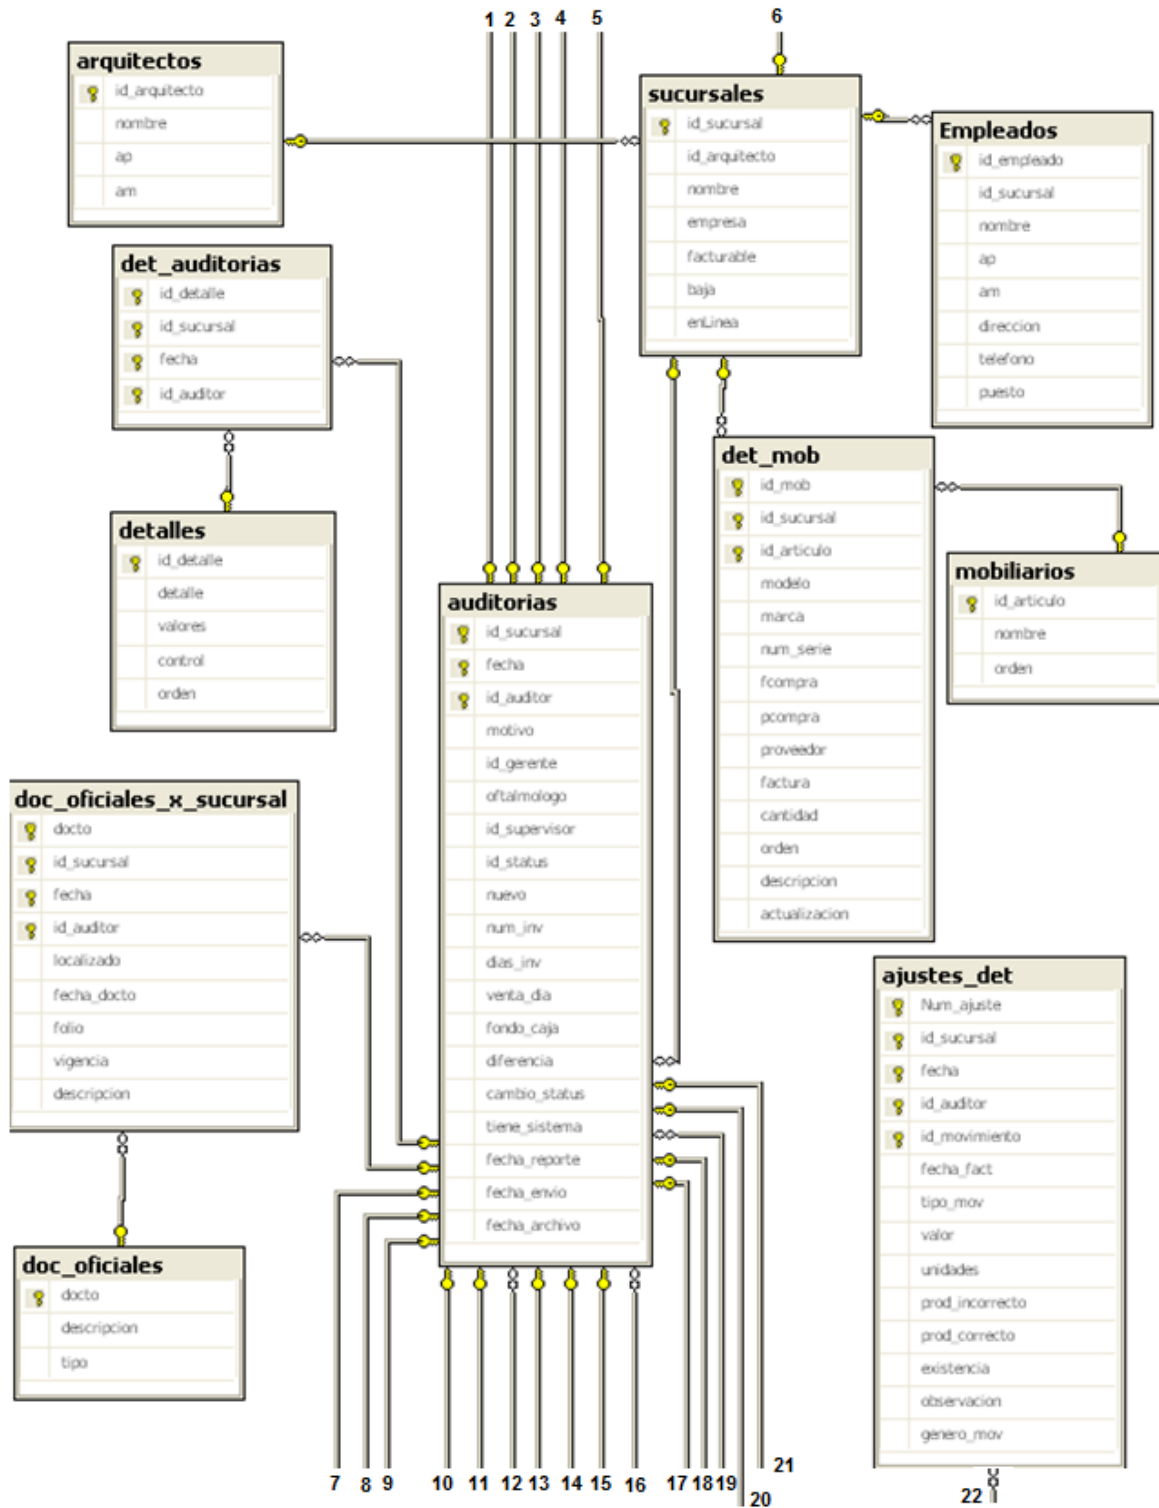 1 2 3 4 5 6
arquitectos
id_arquitecto
nombre
ap
am
sucursales
id_sucursal
id_arquitecto
nombre
empresa
facturable
baja
enLinea
Empleados
id_empleado
id_sucursal
nombre
ap
am
direccion
telefono
puesto
det_auditorias
id_detalle
id_sucursal
fecha
id_auditor
detalles
id_detalle
detalle
valores
control
orden
det_mob
id_mob
id_sucursal
id_articulo
modelo
marca
num_serie
fcompra
pcompra
proveedor
factura
cantidad
orden
descripcion
actualizacion
mobiliarios
id_articulo
nombre
orden
auditorias
id_sucursal
fecha
id_auditor
motivo
id_gerente
oftalmologo
id_supervisor
id_status
nuevo
num_inv
dias_inv
venta_dia
fondo_caja
diferencia
cambio_status
tiene_sistema
fecha_reporte
fecha_envio
fecha_archivo
doc_oficiales_x_sucursal
docto
id_sucursal
fecha
id_auditor
localizado
fecha_docto
folio
vigencia
descripcion
doc_oficiales
docto
descripcion
tipo
ajustes_det
Num_ajuste
id_sucursal
fecha
id_auditor
id_movimiento
fecha_fact
tipo_mov
valor
unidades
prod_incorrecto
prod_correcto
existencia
observacion
genero_mov
7 8 9 10 11 12 13 14 15 16 17 18 19 20 21 22